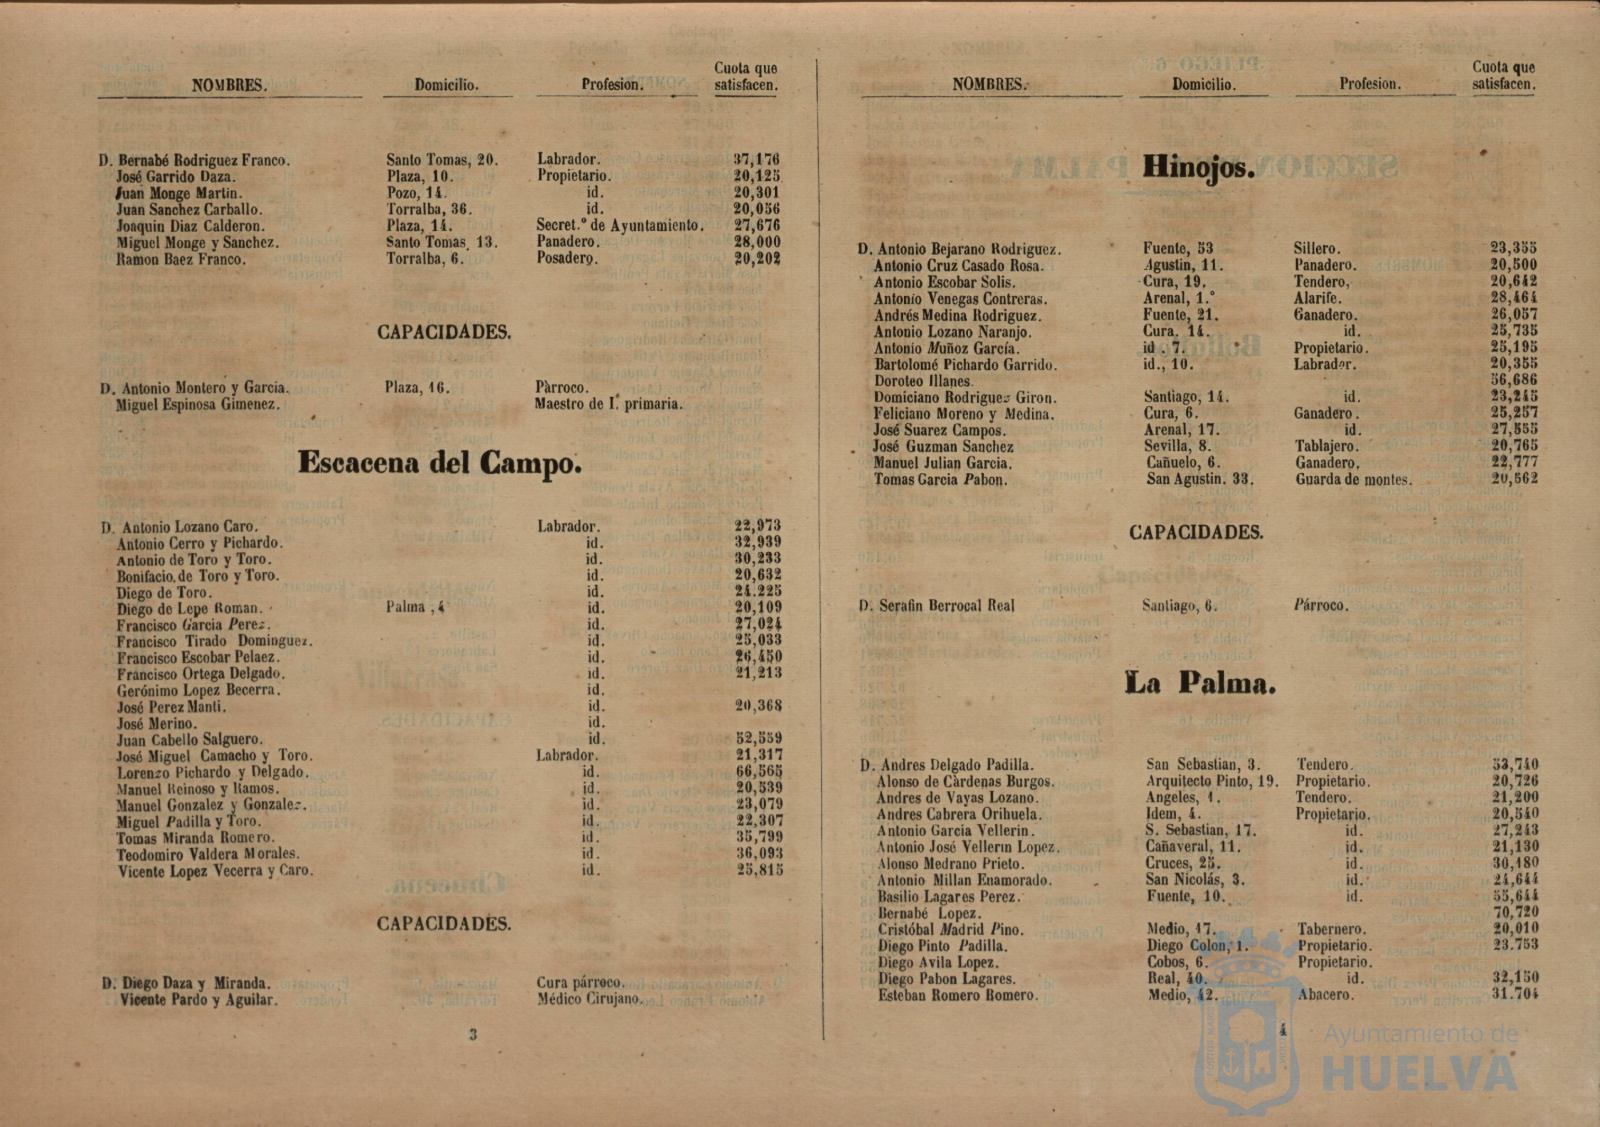 NOMBRES. Domicilio. Profesion. Cuota que satisfacen.
D. Bernabé Rodriguez Franco. Santo Tomas, 20. Labrador. 37,176
José Garrido Daza. Plaza, 10. Propietario. 20,125
Juan Monge Martin. Pozo, 14. id. 20,301
Juan Sanchez Carballo. Torralba, 36. id. 20,056
Joaquin Diaz Calderon. Plaza, 14. Secret.º de Ayuntamiento. 27,676
Miguel Monge y Sanchez. Santo Tomas, 13. Panadero. 28,000
Ramon Baez Franco. Torralba, 6. Posadero. 20,202
CAPACIDADES.
D. Antonio Montero y Garcia. Plaza, 16. Pàrroco.
Miguel Espinosa Gimenez. Maestro de I. primaria.
Escacena del Campo.
D. Antonio Lozano Caro. Labrador. 22,973
Antonio Cerro y Pichardo. id. 32,939
Antonio de Toro y Toro. id. 30,233
Bonifacio de Toro y Toro. id. 20,632
Diego de Toro. id. 24.225
Diego de Lepe Roman. Palma, 4 id. 20,109
Francisco Garcia Perez. id. 27,024
Francisco Tirado Dominguez. id. 25,033
Francisco Escobar Pelaez. id. 26,450
Francisco Ortega Delgado. id. 21,213
Gerónimo Lopez Becerra. id.
José Perez Manti. id. 20,368
José Merino. id.
Juan Cabello Salguero. id. 52,559
José Miguel Camacho y Toro. Labrador. 21,317
Lorenzo Pichardo y Delgado. id. 66,565
Manuel Reinoso y Ramos. id. 20,539
Manuel Gonzalez y Gonzalez. id. 23,079
Miguel Padilla y Toro. id. 22,307
Tomas Miranda Romero. id. 35,799
Teodomiro Valdera Morales. id. 36,093
Vicente Lopez Vecerra y Caro. id. 25,815
CAPACIDADES.
D. Diego Daza y Miranda. Cura párroco.
Vicente Pardo y Aguilar. Médico Cirujano.
3
NOMBRES. Domicilio. Profesion. Cuota que satisfacen.
Hinojos.
D. Antonio Bejarano Rodriguez. Fuente, 53 Sillero. 23,355
Antonio Cruz Casado Rosa. Agustin, 11. Panadero. 20,500
Antonio Escobar Solis. Cura, 19. Tendero, 20,642
Antonio Venegas Contreras. Arenal, 1.º Alarife. 28,464
Andrés Medina Rodriguez. Fuente, 21. Ganadero. 26,057
Antonio Lozano Naranjo. Cura. 14. id. 25,735
Antonio Muñoz García. id. 7. Propietario. 25,195
Bartolomé Pichardo Garrido. id., 10. Labrador. 20,355
Doroteo Illanes. 56,686
Domiciano Rodriguez Giron. Santiago, 14. id. 23,245
Feliciano Moreno y Medina. Cura, 6. Ganadero. 25,257
José Suarez Campos. Arenal, 17. id. 27,555
José Guzman Sanchez Sevilla, 8. Tablajero. 20,765
Manuel Julian Garcia. Cañuelo, 6. Ganadero. 22,777
Tomas Garcia Pabon. San Agustin. 33. Guarda de montes. 20,562
CAPACIDADES.
D. Serafin Berrocal Real Santiago, 6. Párroco.
La Palma.
D. Andres Delgado Padilla. San Sebastian, 3. Tendero. 53,740
Alonso de Càrdenas Burgos. Arquitecto Pinto, 19. Propietario. 20,726
Andres de Vayas Lozano. Angeles, 1. Tendero. 21,200
Andres Cabrera Orihuela. Idem, 4. Propietario. 20,540
Antonio Garcia Vellerin. S. Sebastian, 17. id. 27,243
Antonio José Vellerin Lopez. Cañaveral, 11. id. 21,130
Alonso Medrano Prieto. Cruces, 25. id. 30,180
Antonio Millan Enamorado. San Nicolás, 3. id. 24,644
Basilio Lagares Perez. Fuente, 10. id. 55,644
Bernabé Lopez. 70,720
Cristóbal Madrid Pino. Medio, 17. Tabernero. 20,010
Diego Pinto Padilla. Diego Colon, 1. Propietario. 23.753
Diego Avila Lopez. Cobos, 6. Propietario.
Diego Pabon Lagares. Real, 40. id. 32,150
Esteban Romero Romero. Medio, 42. Abacero. 31.704
4
Ayuntamiento de
HUELVA